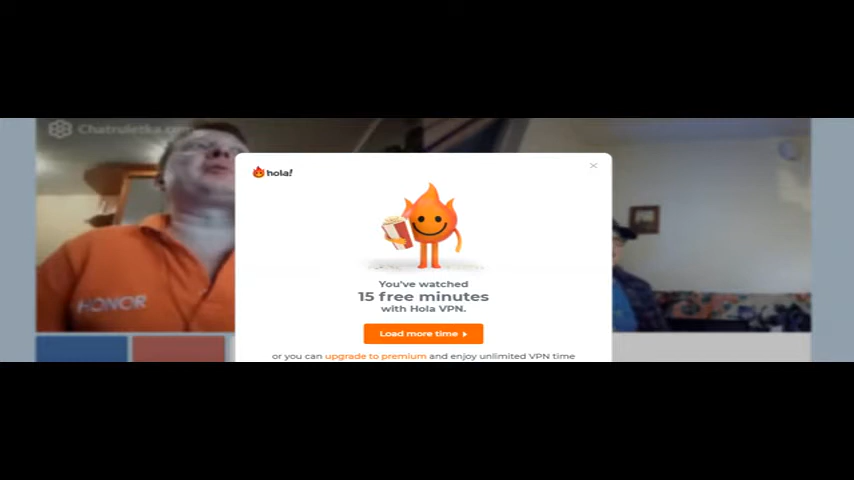 Chatruletka.com
hola!
×
You've watched
15 free minutes
with Hola VPN.
Load more time
or you can upgrade to premium and enjoy unlimited VPN time
HONOR